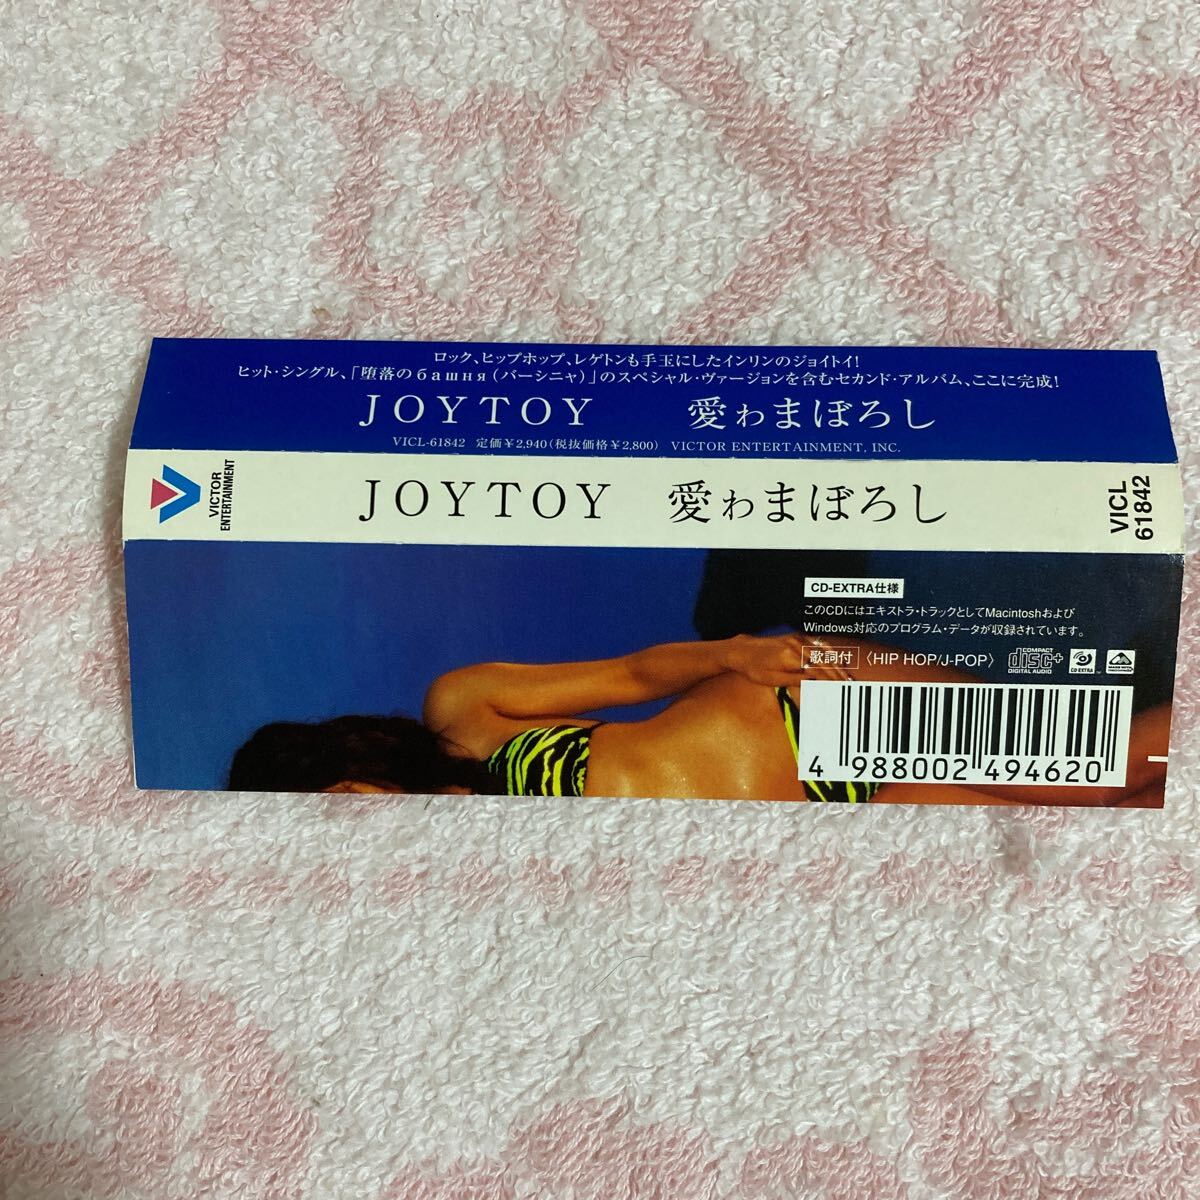 ロック、ヒップホップ、レゲトンも手玉にしたインリンのジョイトイ!
ヒット・シングル、「堕落のбашня(バーシニャ)」のスペシャル・ヴァージョンを含むセカンド・アルバム、ここに完成!
JOYTOY 愛ゎまぼろし
VICL-61842 定価¥2,940(税抜価格¥2,800) VICTOR ENTERTAINMENT, INC.
VICTOR
ENTERTAINMENT
JOYTOY 愛ゎまぼろし
VICL
61842
CD-EXTRA仕様
このCDにはエキストラ・トラックとしてMacintoshおよび
Windows対応のプログラム・データが収録されています。
歌詞付 〈HIP HOP/J-POP〉
COMPACT
disc+
DIGITAL AUDIO
CD EXTRA
4 988002 494620